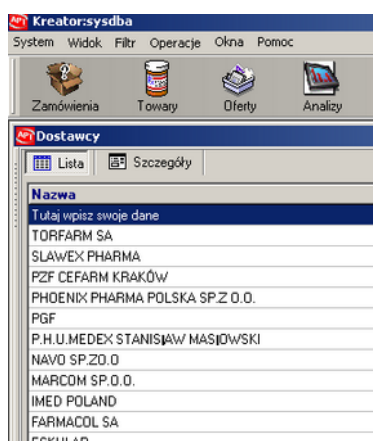 Kreator:sysdba
System Widok Filtr Operacje Okna Pomoc
Zamówienia Towary Oferty Analizy
Dostawcy
Lista Szczegóły
Nazwa
Tutaj wpisz swoje dane
TORFARM SA
SLAWEX PHARMA
PZF CEFARM KRAKÓW
PHOENIX PHARMA POLSKA SP.Z O.O.
PGF
P.H.U.MEDEX STANISŁAW MASIOWSKI
NAVO SP.ZO.O
MARCOM SP.O.O.
IMED POLAND
FARMACOL SA